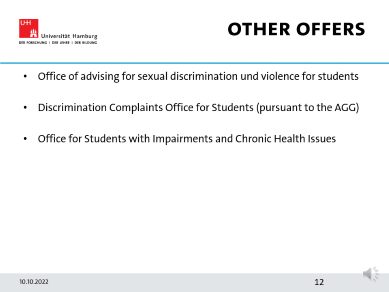 UH
Universität Hamburg
DER FORSCHUNG | DER LEHRE | DER BILDUNG
OTHER OFFERS
• Office of advising for sexual discrimination und violence for students
• Discrimination Complaints Office for Students (pursuant to the AGG)
• Office for Students with Impairments and Chronic Health Issues
10.10.2022
12